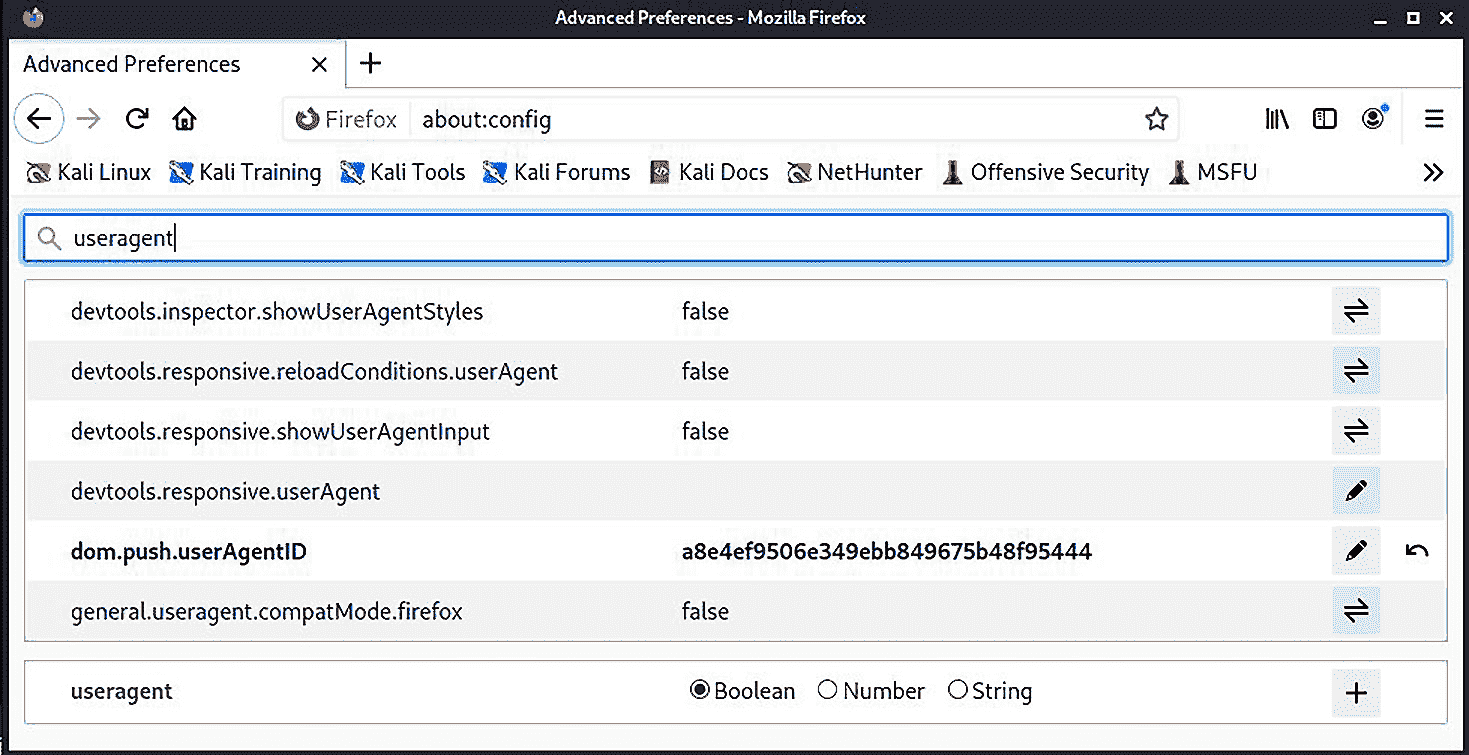 Advanced Preferences - Mozilla Firefox
Advanced Preferences
Firefox about:config
Kali Linux Kali Training Kali Tools Kali Forums Kali Docs NetHunter Offensive Security MSFU
useragent
devtools.inspector.showUserAgentStyles false
devtools.responsive.reloadConditions.userAgent false
devtools.responsive.showUserAgentInput false
devtools.responsive.userAgent
dom.push.userAgentID a8e4ef9506e349ebb849675b48f95444
general.useragent.compatMode.firefox false
useragent Boolean Number String